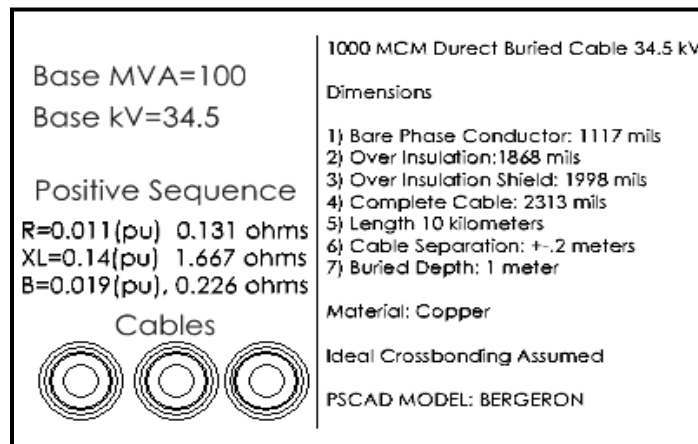 Base MVA=100
Base kV=34.5
Positive Sequence
R=0.011(pu) 0.131 ohms
XL=0.14(pu) 1.667 ohms
B=0.019(pu), 0.226 ohms
Cables
1000 MCM Durect Buried Cable 34.5 kV
Dimensions
1) Bare Phase Conductor: 1117 mils
2) Over Insulation:1868 mils
3) Over Insulation Shield: 1998 mils
4) Complete Cable: 2313 mils
5) Length 10 kilometers
6) Cable Separation: +-.2 meters
7) Buried Depth: 1 meter
Material: Copper
Ideal Crossbonding Assumed
PSCAD MODEL: BERGERON